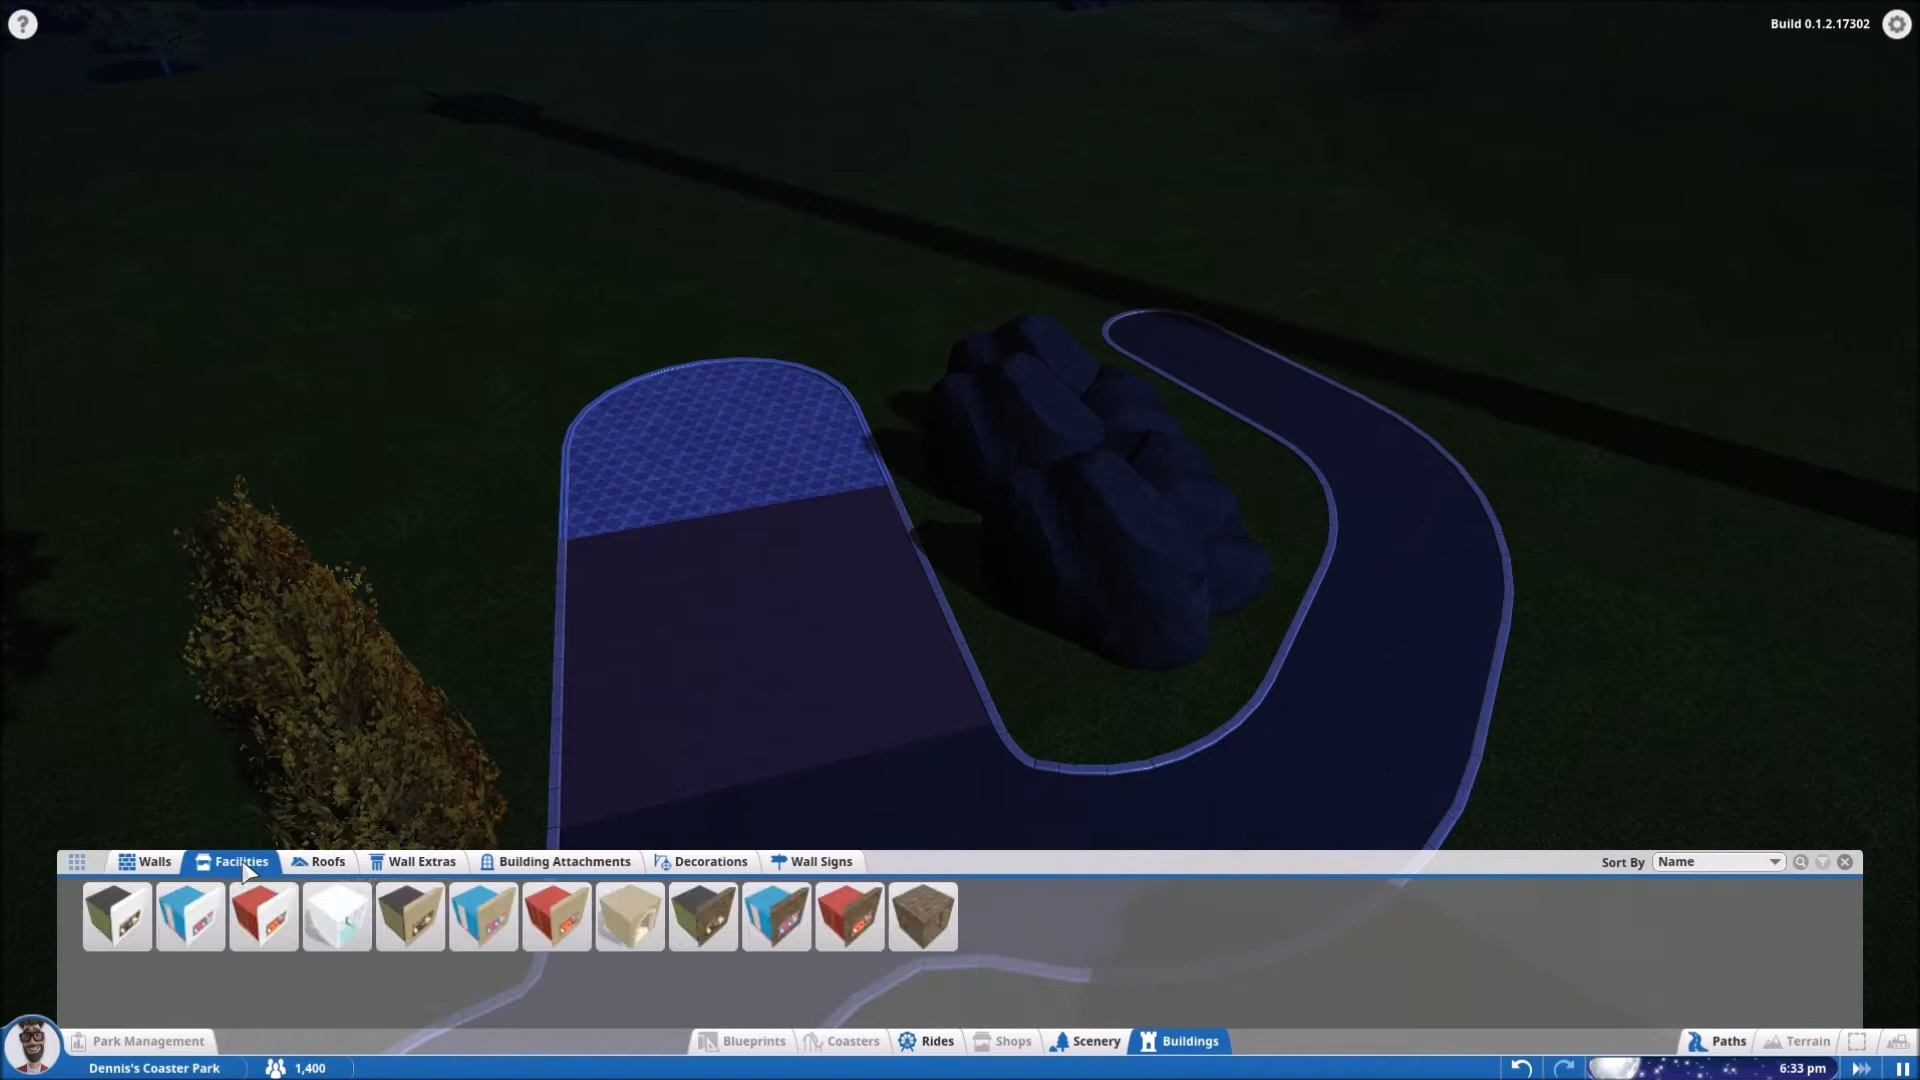 ?
Build 0.1.2.17302
Walls
Facilities
Roofs
Wall Extras
Building Attachments
Decorations
Wall Signs
Sort By
Name
Park Management
Blueprints
Coasters
Rides
Shops
Scenery
Buildings
Paths
Terrain
Dennis's Coaster Park
1,400
6:33 pm